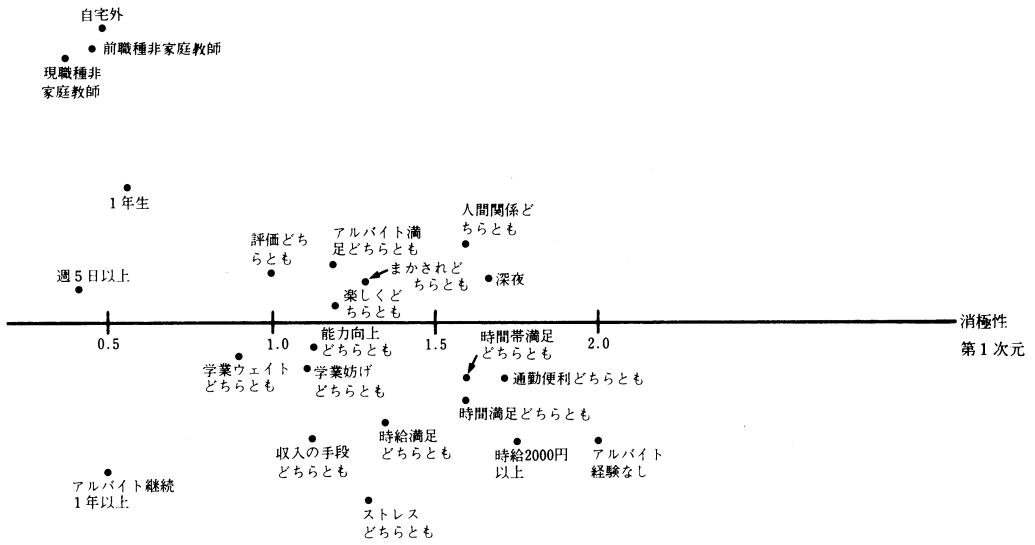 自宅外
前職種非家庭教師
現職種非
家庭教師
1年生
人間関係ど
ちらとも
アルバイト満
足どちらとも
評価どち
らとも
まかされど
ちらとも
週5日以上
深夜
楽しくど
ちらとも
消極性
第1次元
0.5
1.0
1.5
2.0
能力向上
どちらとも
時間帯満足
どちらとも
学業ウェイト
どちらとも
学業妨げ
どちらとも
通勤便利どちらとも
時間満足どちらとも
時給満足
どちらとも
収入の手段
どちらとも
時給2000円
以上
アルバイト
経験なし
アルバイト継続
1年以上
ストレス
どちらとも